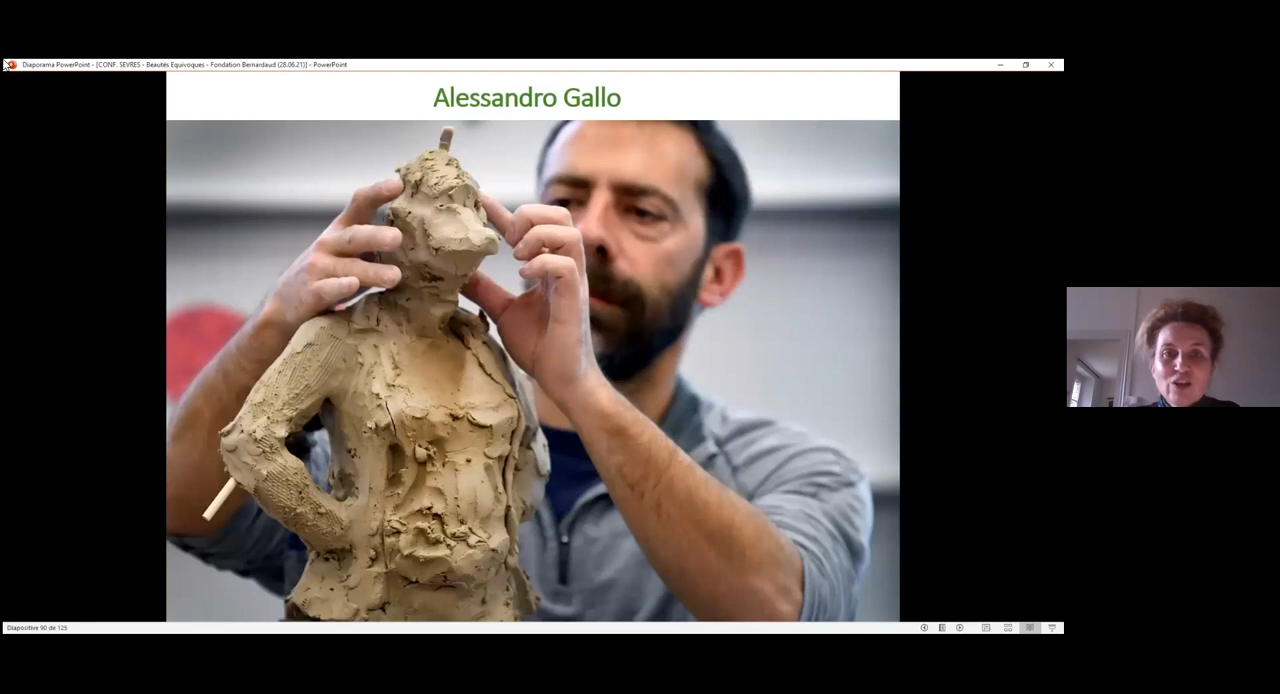 Diaporama PowerPoint - [CONF. SEVRES - Beautés Equivoques - Fondation Bernardaud (28.06.21)] - PowerPoint
Alessandro Gallo
Diapositive 90 de 125